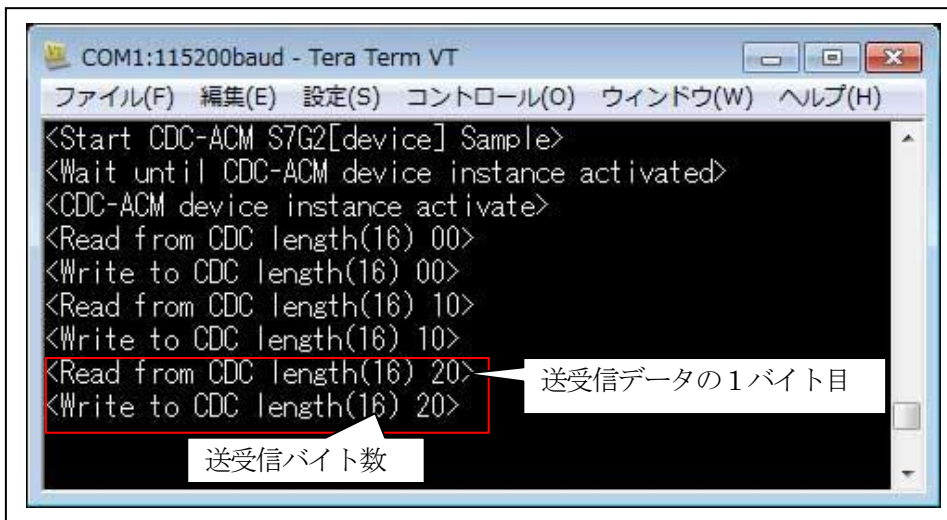 COM1:115200baud - Tera Term VT
ファイル(F) 編集(E) 設定(S) コントロール(O) ウィンドウ(W) ヘルプ(H)
<Start CDC-ACM S7G2[device] Sample>
<Wait until CDC-ACM device instance activated>
<CDC-ACM device instance activate>
<Read from CDC length(16) 00>
<Write to CDC length(16) 00>
<Read from CDC length(16) 10>
<Write to CDC length(16) 10>
<Read from CDC length(16) 20>
送受信データの１バイト目
<Write to CDC length(16) 20>
送受信バイト数